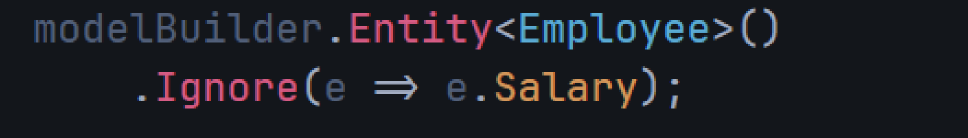 modelBuilder.Entity<Employee>()
.Ignore(e => e.Salary);